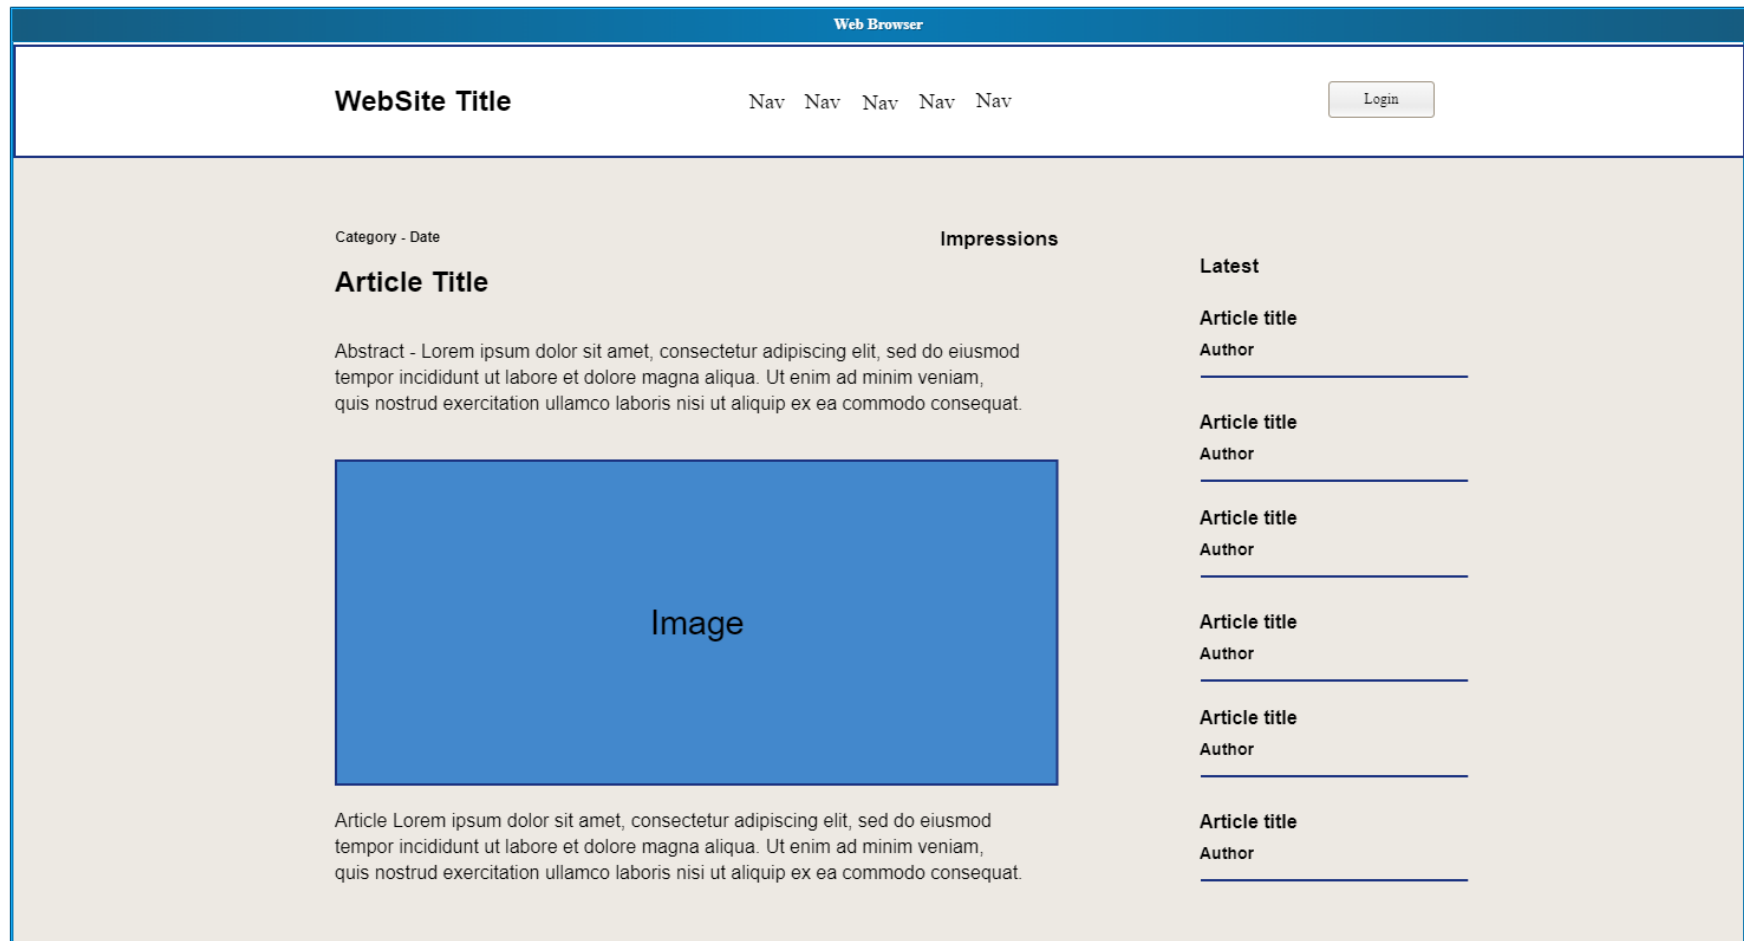 Web Browser
WebSite Title
Nav Nav Nav Nav Nav
Login
Category - Date
Impressions
Article Title
Abstract - Lorem ipsum dolor sit amet, consectetur adipiscing elit, sed do eiusmod
tempor incididunt ut labore et dolore magna aliqua. Ut enim ad minim veniam,
quis nostrud exercitation ullamco laboris nisi ut aliquip ex ea commodo consequat.
Image
Article Lorem ipsum dolor sit amet, consectetur adipiscing elit, sed do eiusmod
tempor incididunt ut labore et dolore magna aliqua. Ut enim ad minim veniam,
quis nostrud exercitation ullamco laboris nisi ut aliquip ex ea commodo consequat.
Latest
Article title
Author
Article title
Author
Article title
Author
Article title
Author
Article title
Author
Article title
Author